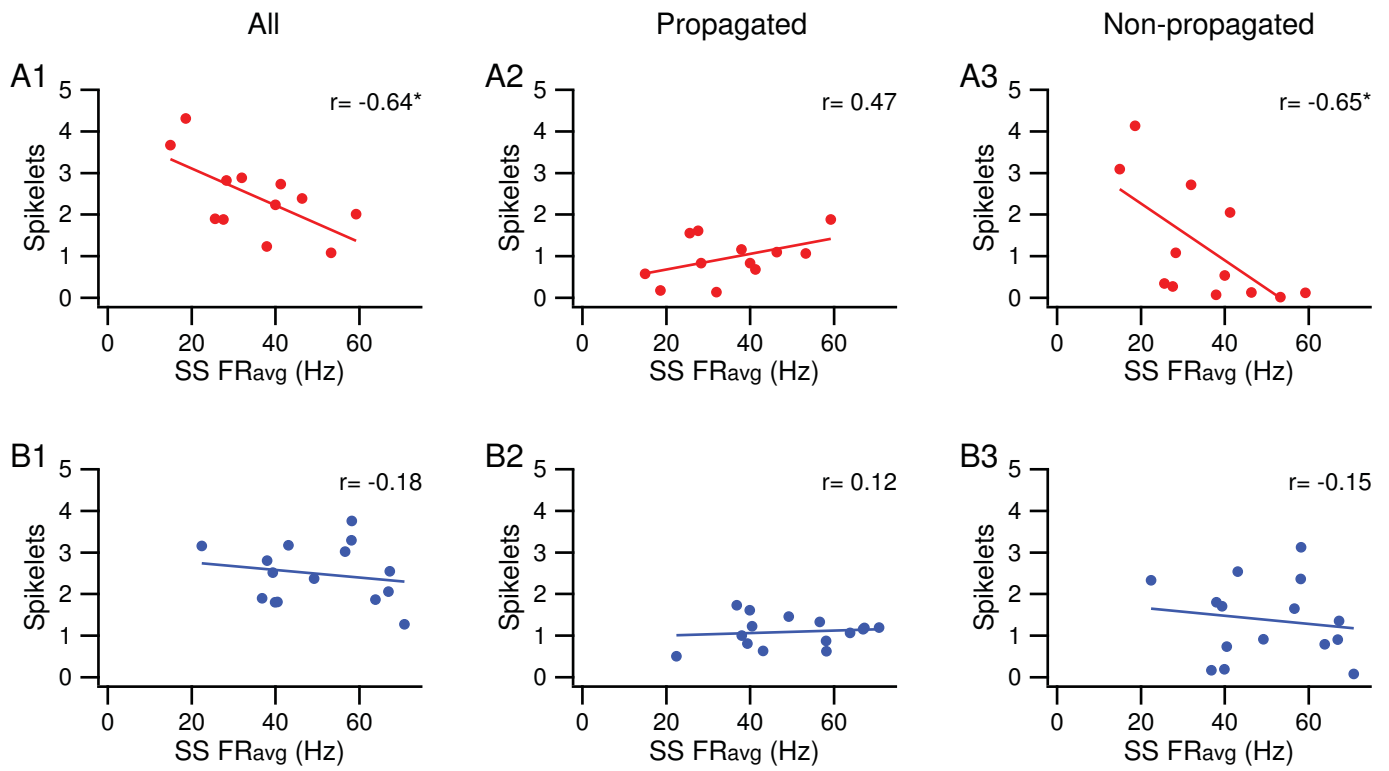 All Propagated Non-propagated
A1 A2 A3
r= -0.64* r= 0.47 r= -0.65*
Spikelets Spikelets Spikelets
5 5 5
4 4 4
3 3 3
2 2 2
1 1 1
0 0 0
0 20 40 60 0 20 40 60 0 20 40 60
SS FRavg (Hz) SS FRavg (Hz) SS FRavg (Hz)
B1 B2 B3
r= -0.18 r= 0.12 r= -0.15
Spikelets Spikelets Spikelets
5 5 5
4 4 4
3 3 3
2 2 2
1 1 1
0 0 0
0 20 40 60 0 20 40 60 0 20 40 60
SS FRavg (Hz) SS FRavg (Hz) SS FRavg (Hz)